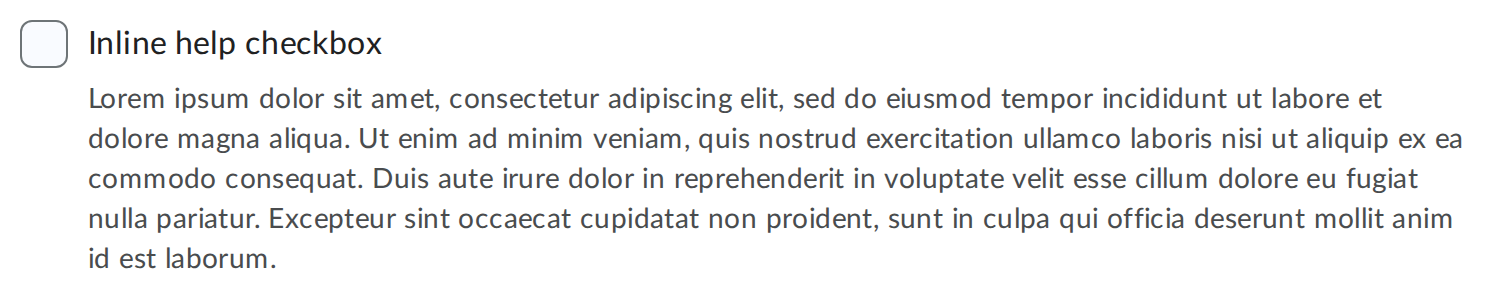 Inline help checkbox
Lorem ipsum dolor sit amet, consectetur adipiscing elit, sed do eiusmod tempor incididunt ut labore et
dolore magna aliqua. Ut enim ad minim veniam, quis nostrud exercitation ullamco laboris nisi ut aliquip ex ea
commodo consequat. Duis aute irure dolor in reprehenderit in voluptate velit esse cillum dolore eu fugiat
nulla pariatur. Excepteur sint occaecat cupidatat non proident, sunt in culpa qui officia deserunt mollit anim
id est laborum.